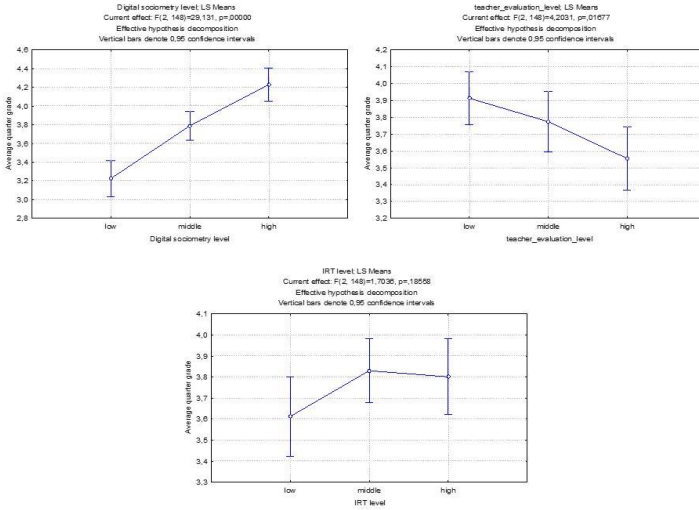 Digital sociometry level; LS Means
Current effect: F(2, 148)=29,131, p=,00000
Effective hypothesis decomposition
Vertical bars denote 0,95 confidence intervals
4,6
4,4
4,2
4,0
3,8
3,6
3,4
3,2
3,0
2,8
Average quarter grade
low middle high
Digital sociometry level
teacher_evaluation_level; LS Means
Current effect: F(2, 148)=4,2031, p=,01677
Effective hypothesis decomposition
Vertical bars denote 0,95 confidence intervals
4,2
4,1
4,0
3,9
3,8
3,7
3,6
3,5
3,4
3,3
3,2
Average quarter grade
low middle high
teacher_evaluation_level
IRT level; LS Means
Current effect: F(2, 148)=1,7036, p=,18558
Effective hypothesis decomposition
Vertical bars denote 0,95 confidence intervals
4,1
4,0
3,9
3,8
3,7
3,6
3,5
3,4
3,3
Average quarter grade
low middle high
IRT level